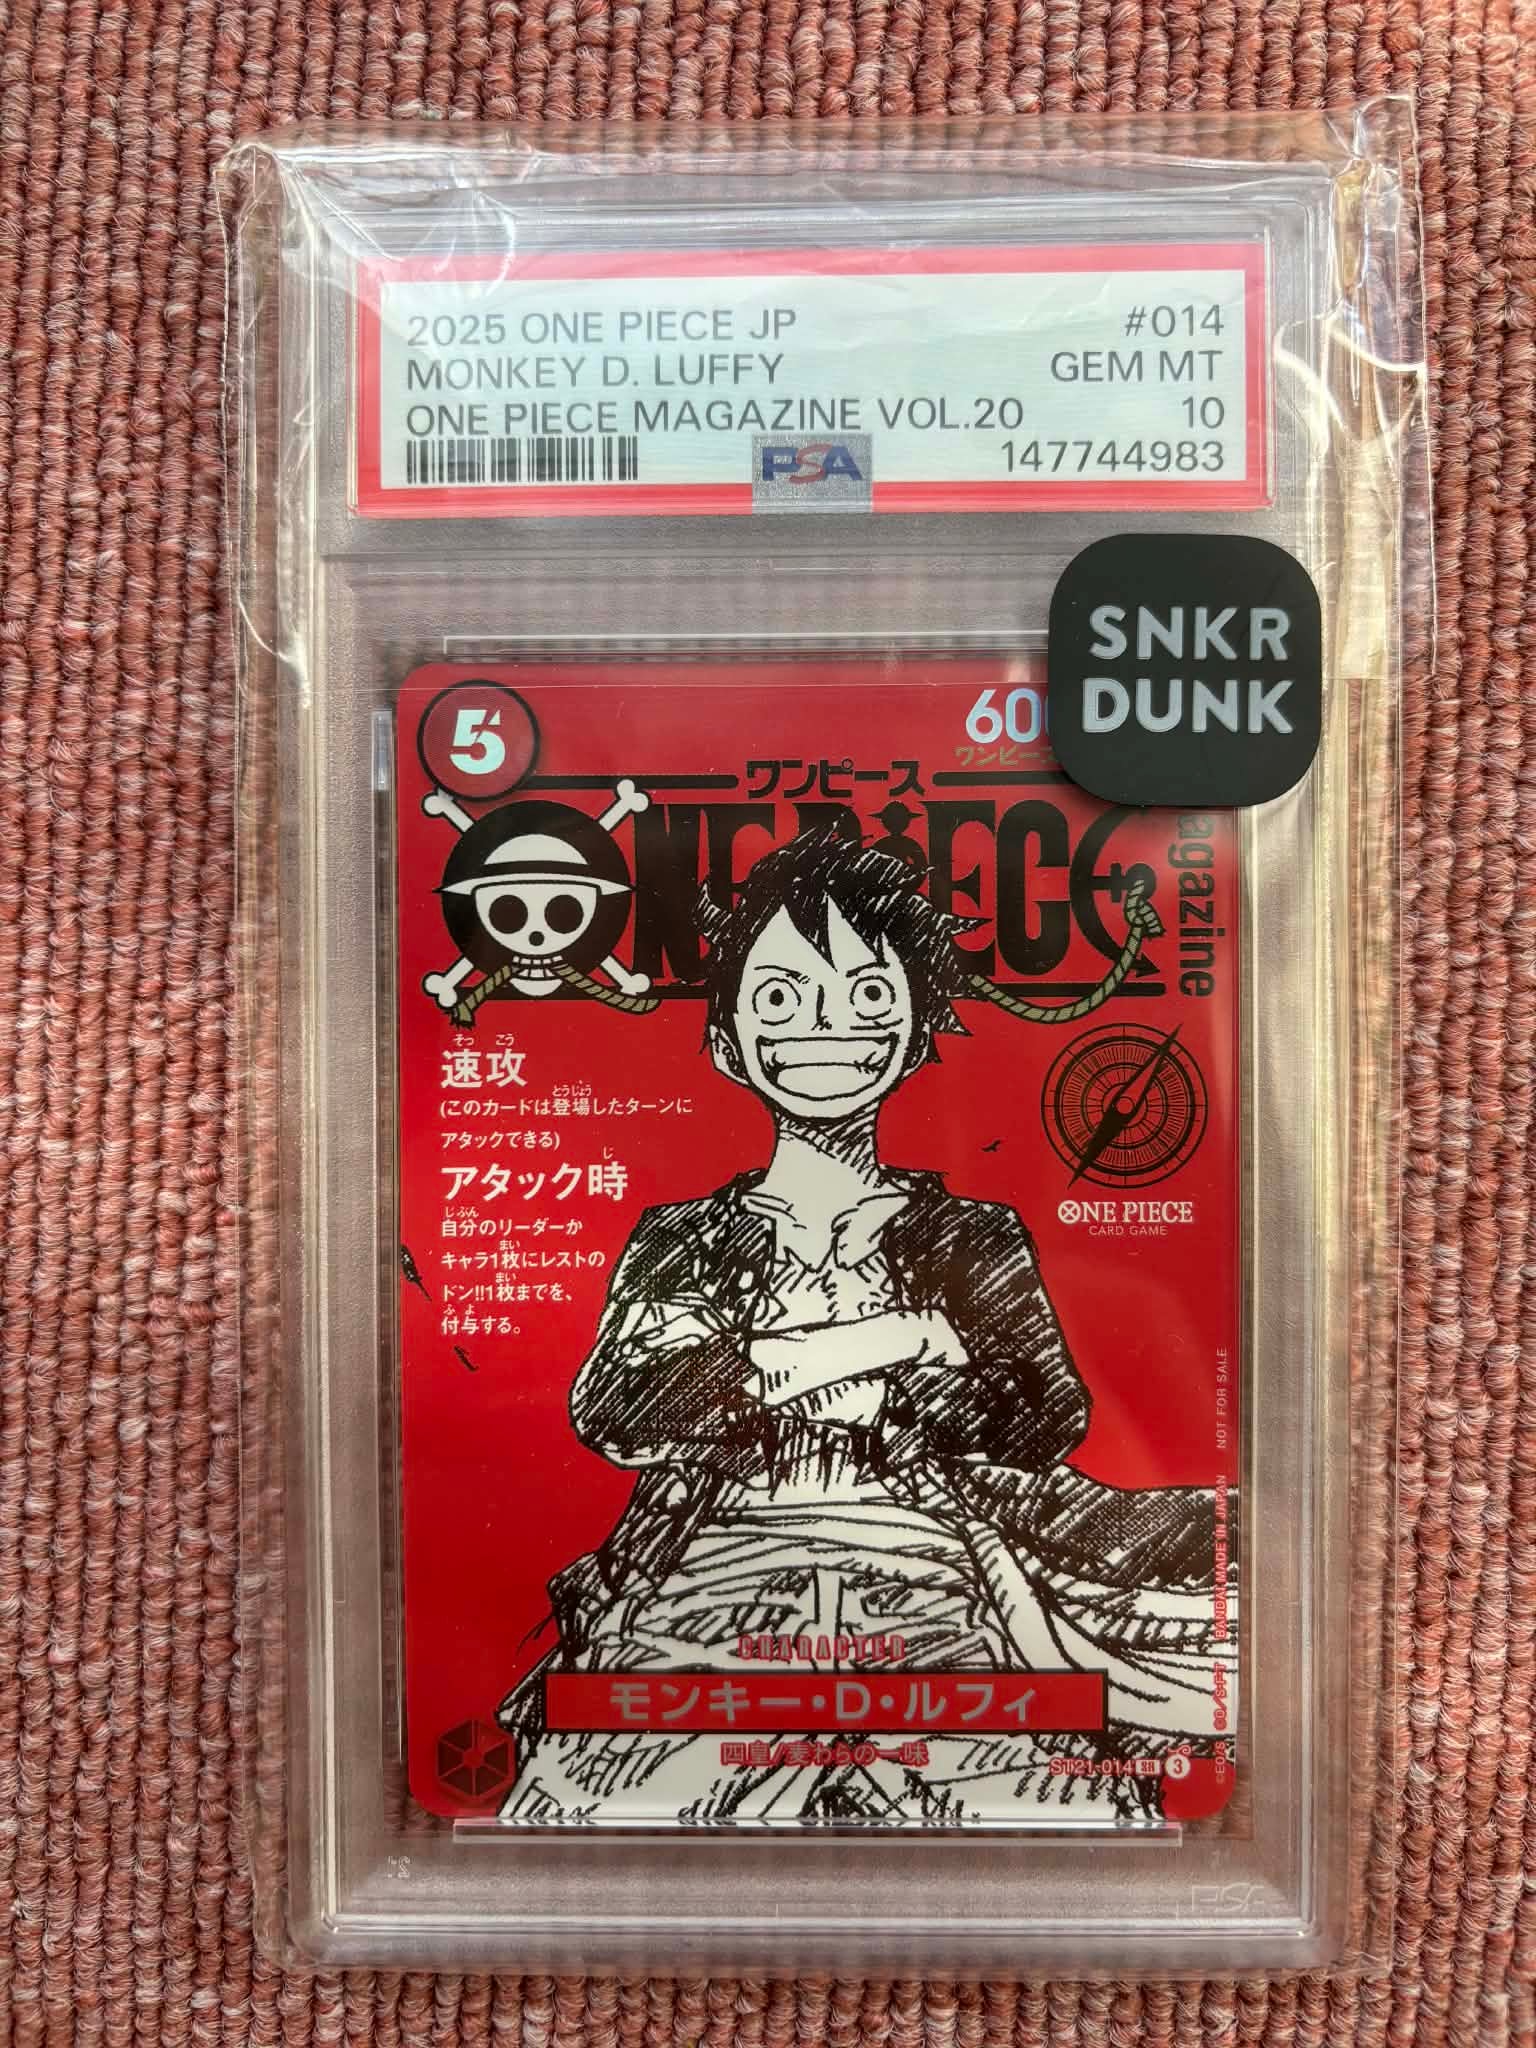 2025 ONE PIECE JP #014
MONKEY D. LUFFY GEM MT
ONE PIECE MAGAZINE VOL.20 10
PSA 147744983
SNKR
DUNK
5
ワンピース
ONE PIECE
agazine
そっ こう
速攻
とうじょう
(このカードは登場したターンに
アタックできる)
じ
アタック時
じぶん
自分のリーダーか
まい
キャラ1枚にレストの
まい
ドン!!1枚までを、
ふ よ
付与する。
ONE PIECE
CARD GAME
CHARACTER
モンキー・D・ルフィ
四皇/麦わらの一味
ST21-014 SR 3
BANDAI MADE IN JAPAN NOT FOR SALE
PSA